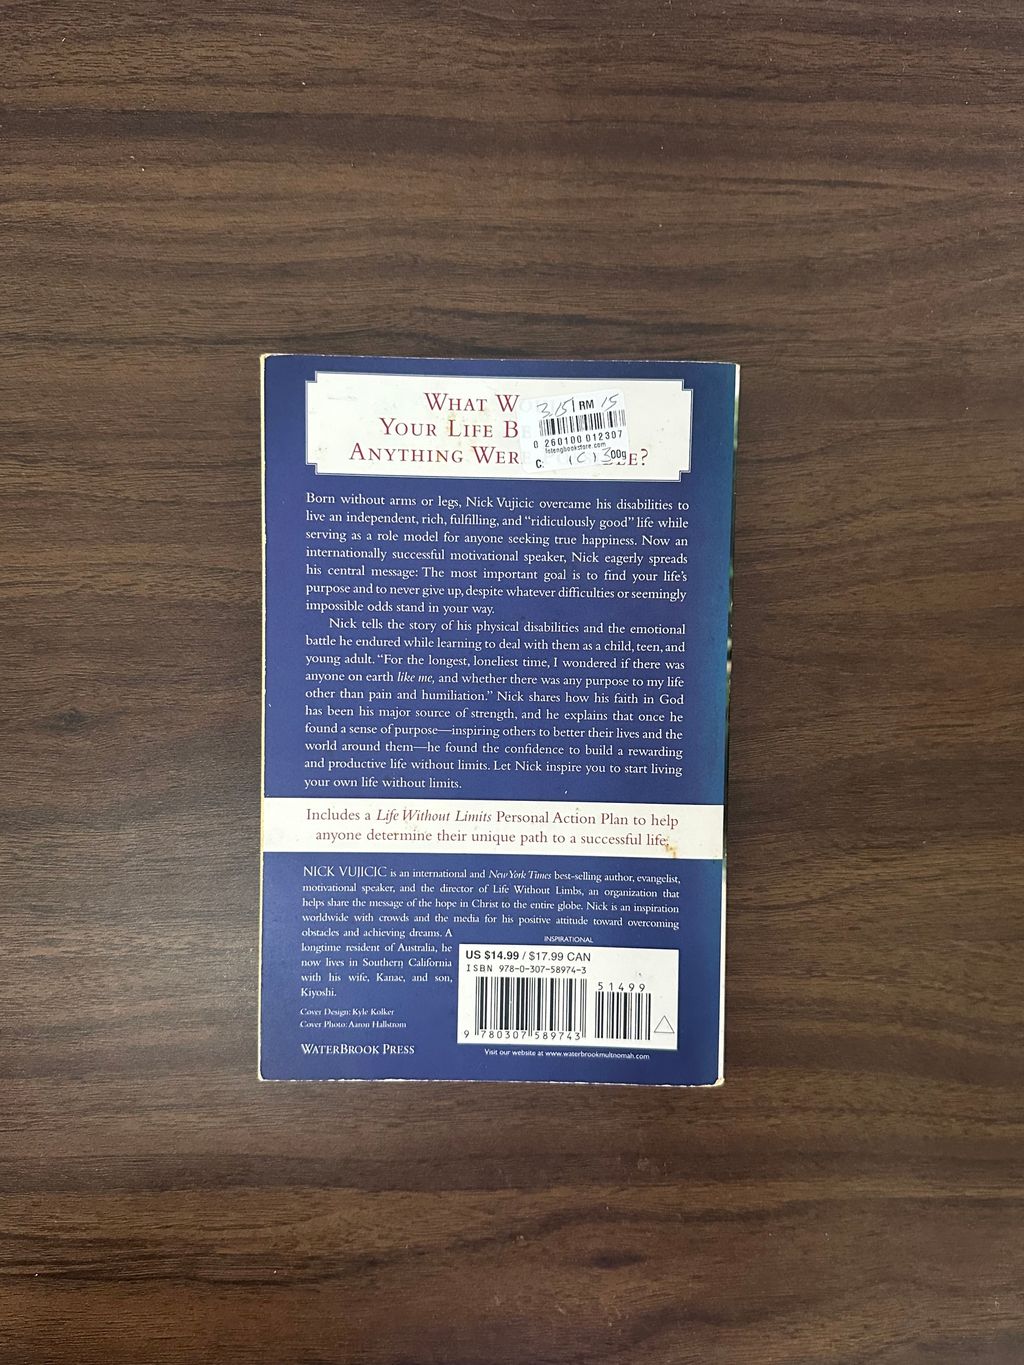 WHAT W
YOUR LIFE BE
ANYTHING WERE BLE?
RM 15
0 260100 012307
fotengbookstore.com
00g
C:
Born without arms or legs, Nick Vujicic overcame his disabilities to
live an independent, rich, fulfilling, and “ridiculously good” life while
serving as a role model for anyone seeking true happiness. Now an
internationally successful motivational speaker, Nick eagerly spreads
his central message: The most important goal is to find your life’s
purpose and to never give up, despite whatever difficulties or seemingly
impossible odds stand in your way.
Nick tells the story of his physical disabilities and the emotional
battle he endured while learning to deal with them as a child, teen, and
young adult. “For the longest, loneliest time, I wondered if there was
anyone on earth like me, and whether there was any purpose to my life
other than pain and humiliation.” Nick shares how his faith in God
has been his major source of strength, and he explains that once he
found a sense of purpose—inspiring others to better their lives and the
world around them—he found the confidence to build a rewarding
and productive life without limits. Let Nick inspire you to start living
your own life without limits.
Includes a Life Without Limits Personal Action Plan to help
anyone determine their unique path to a successful life.
NICK VUJICIC is an international and New York Times best-selling author, evangelist,
motivational speaker, and the director of Life Without Limbs, an organization that
helps share the message of the hope in Christ to the entire globe. Nick is an inspiration
worldwide with crowds and the media for his positive attitude toward overcoming
obstacles and achieving dreams. A
longtime resident of Australia, he
now lives in Southern California
with his wife, Kanae, and son,
Kiyoshi.
Cover Design: Kyle Kolker
Cover Photo: Aaron Hallstrom
WATERBROOK PRESS
INSPIRATIONAL
US $14.99 / $17.99 CAN
ISBN 978-0-307-58974-3
51499
9 780307 589743
Visit our website at www.waterbrookmultnomah.com